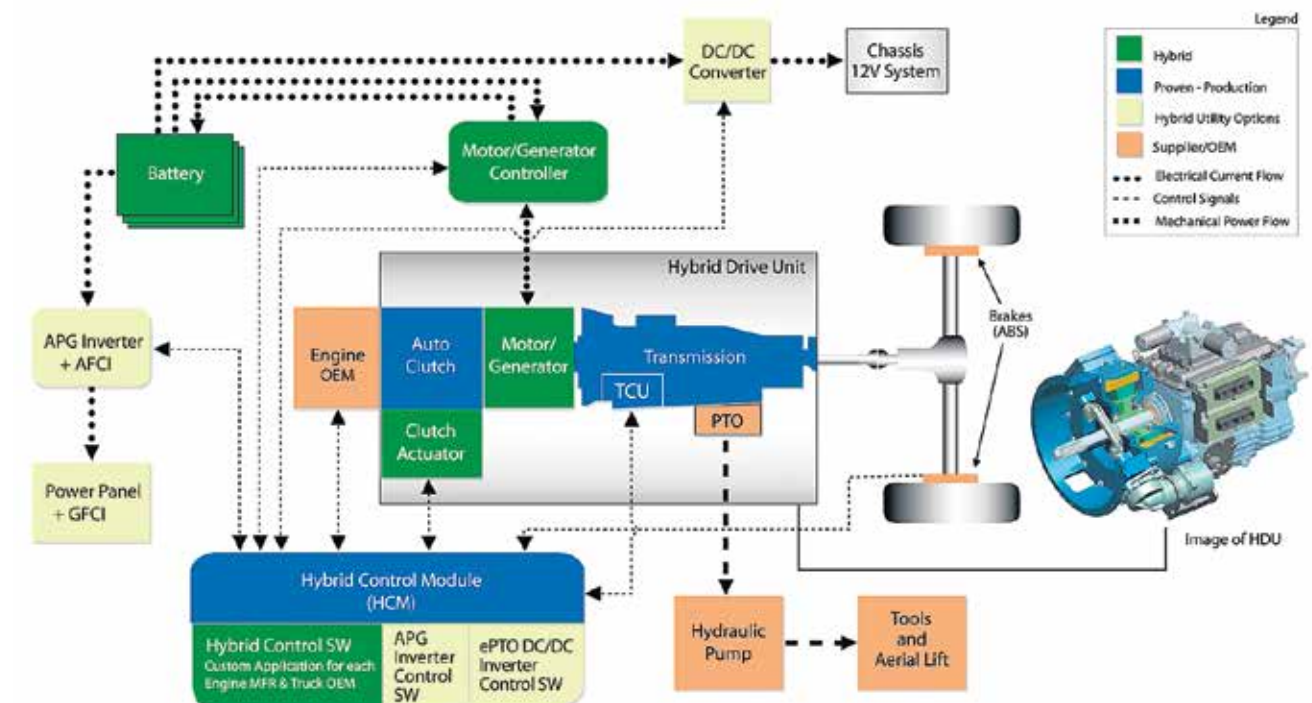 Legend
Hybrid
Proven - Production
Hybrid Utility Options
Supplier/OEM
Electrical Current Flow
Control Signals
Mechanical Power Flow
DC/DC
Converter
Chassis
12V System
Battery
Motor/Generator
Controller
Hybrid Drive Unit
APG Inverter
+ AFCI
Engine
OEM
Auto
Clutch
Motor/
Generator
Transmission
TCU
PTO
Clutch
Actuator
Brakes
(ABS)
Power Panel
+ GFCI
Image of HDU
Hybrid Control Module
(HCM)
Hybrid Control SW
Custom Application for each
Engine MFR & Truck OEM
APG
Inverter
Control
SW
ePTO DC/DC
Inverter
Control SW
Hydraulic
Pump
Tools
and
Aerial Lift